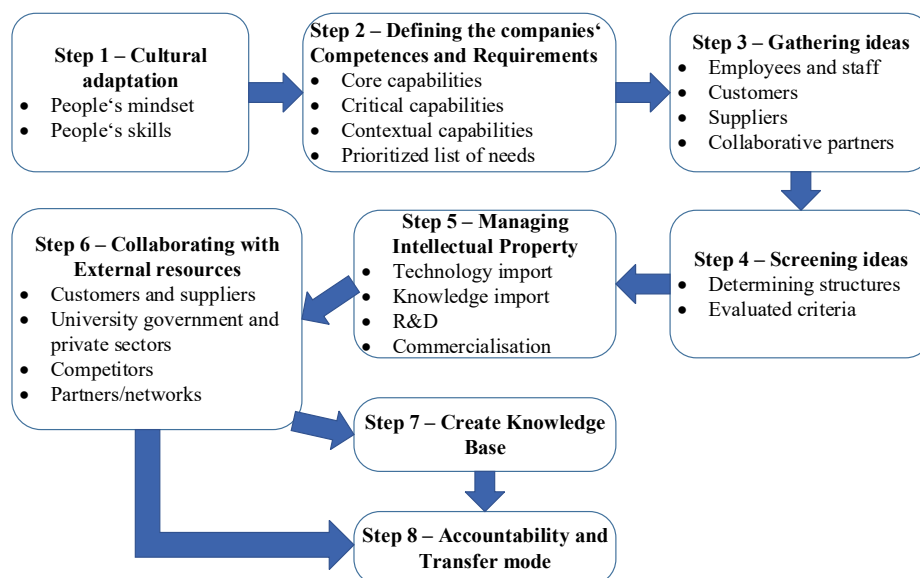 Step 1 – Cultural
adaptation
• People‘s mindset
• People‘s skills
Step 2 – Defining the companies‘
Competences and Requirements
• Core capabilities
• Critical capabilities
• Contextual capabilities
• Prioritized list of needs
Step 3 – Gathering ideas
• Employees and staff
• Customers
• Suppliers
• Collaborative partners
Step 4 – Screening ideas
• Determining structures
• Evaluated criteria
Step 5 – Managing
Intellectual Property
• Technology import
• Knowledge import
• R&D
• Commercialisation
Step 6 – Collaborating with
External resources
• Customers and suppliers
• University government and
private sectors
• Competitors
• Partners/networks
Step 7 – Create Knowledge
Base
Step 8 – Accountability and
Transfer mode